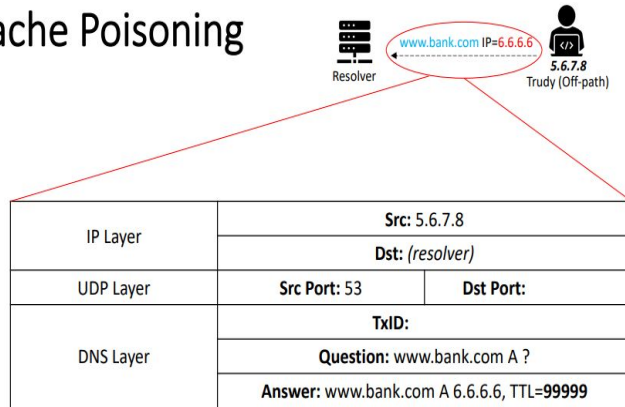 ache Poisoning
www.bank.com IP=6.6.6.6
Resolver
5.6.7.8
Trudy (Off-path)
IP Layer
Src: 5.6.7.8
Dst: (resolver)
UDP Layer
Src Port: 53
Dst Port:
DNS Layer
TxID:
Question: www.bank.com A ?
Answer: www.bank.com A 6.6.6.6, TTL=99999